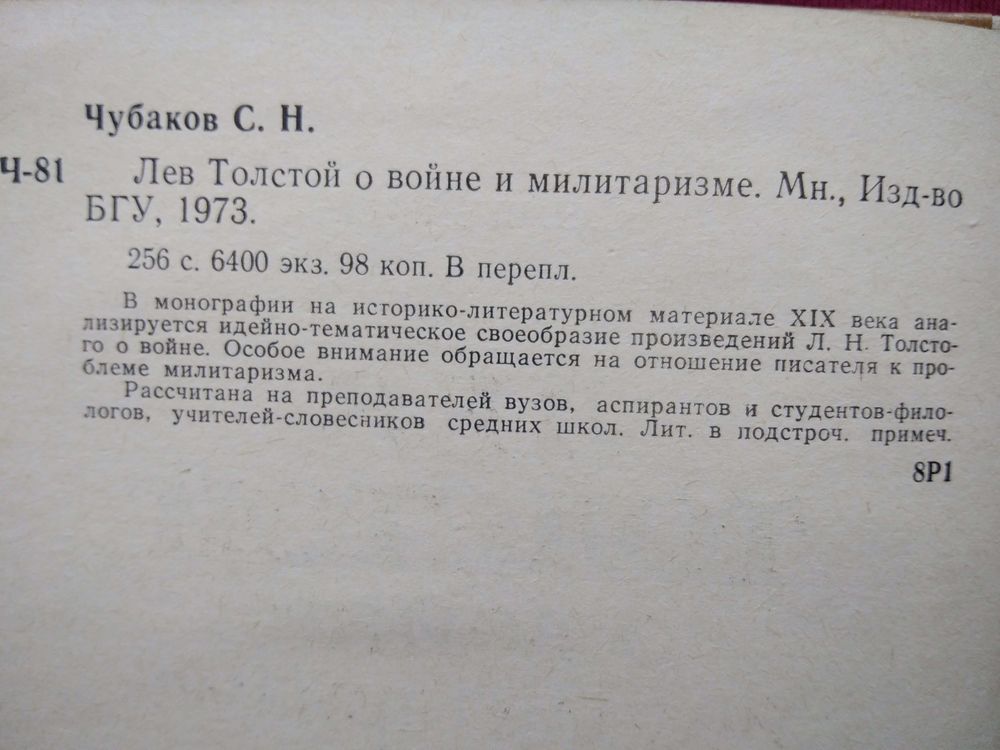 Чубаков С. Н.
Ч-81 Лев Толстой о войне и милитаризме. Мн., Изд-во
БГУ, 1973.
256 с. 6400 экз. 98 коп. В перепл.
В монографии на историко-литературном материале XIX века ана-
лизируется идейно-тематическое своеобразие произведений Л. Н. Толсто-
го о войне. Особое внимание обращается на отношение писателя к про-
блеме милитаризма.
Рассчитана на преподавателей вузов, аспирантов и студентов-фило-
логов, учителей-словесников средних школ. Лит. в подстроч. примеч.
8Р1